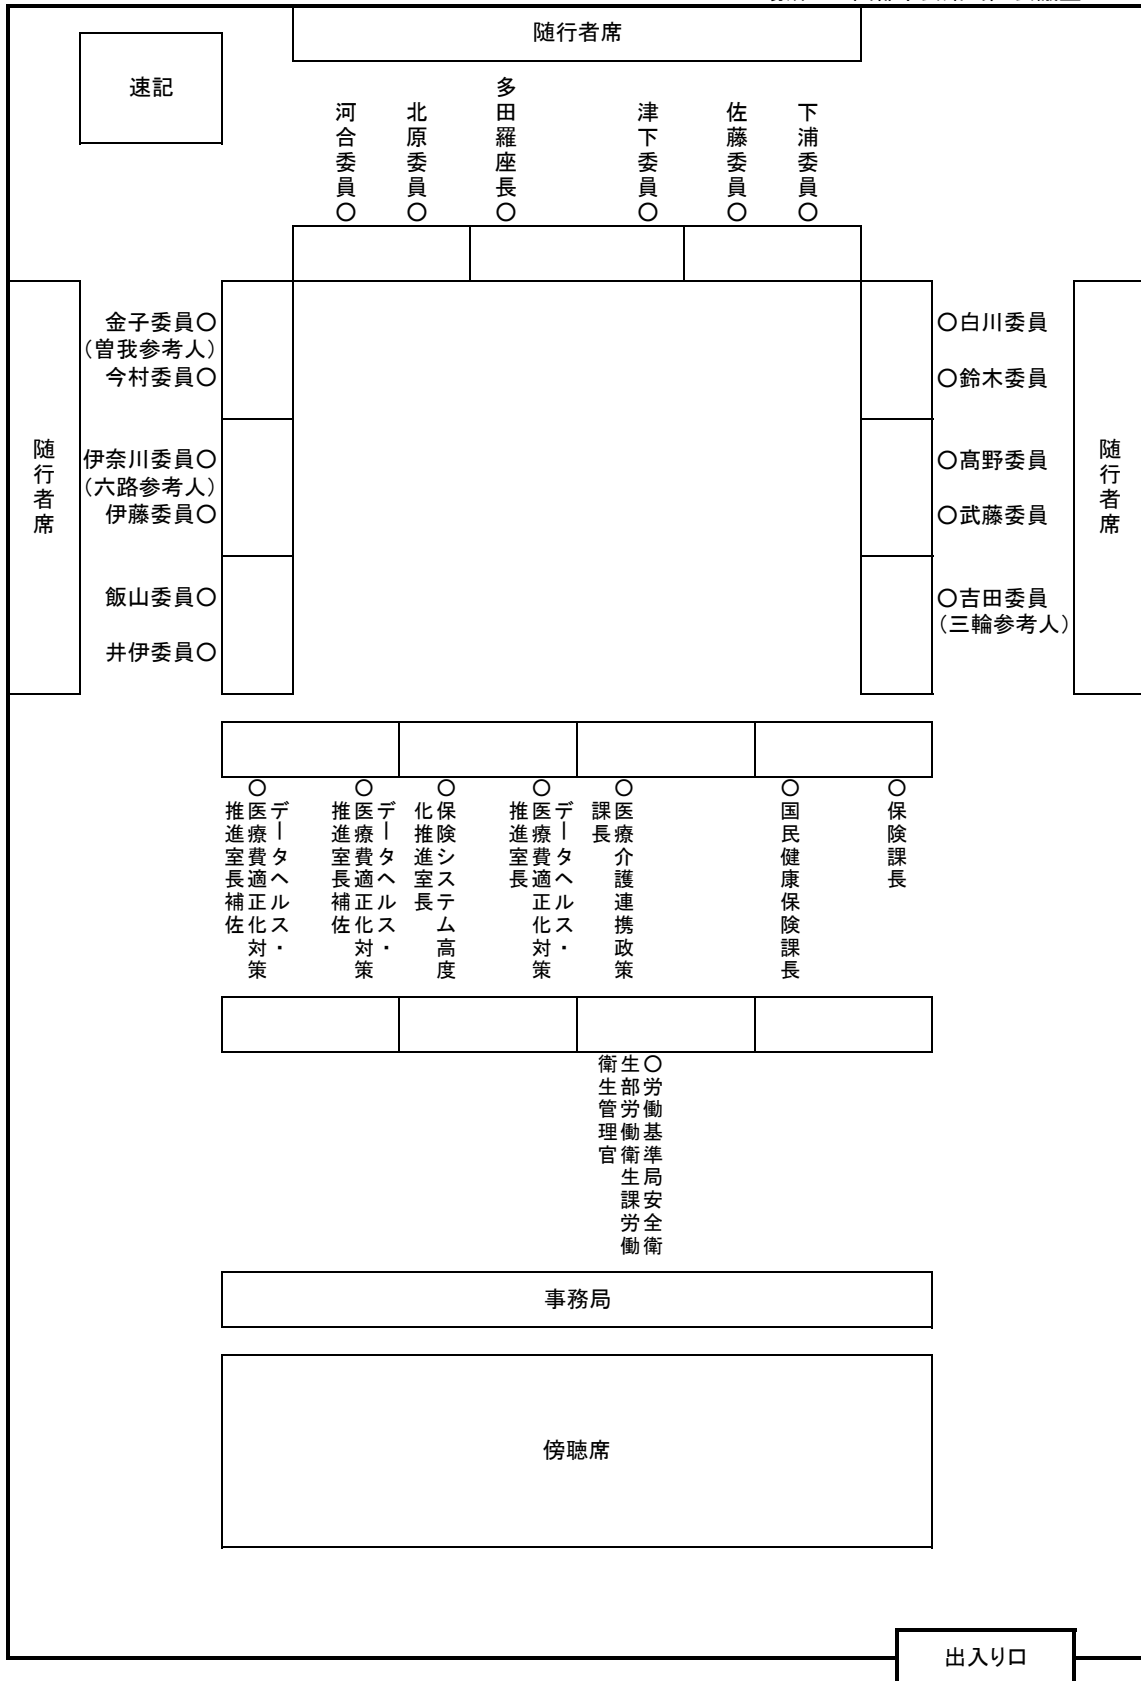 随行者席
速記
河合委員○
北原委員○
多田羅座長○
津下委員○
佐藤委員○
下浦委員○
随行者席
金子委員○
(曽我参考人)
今村委員○
伊奈川委員○
(六路参考人)
伊藤委員○
飯山委員○
井伊委員○
○白川委員
○鈴木委員
○髙野委員
○武藤委員
○吉田委員
(三輪参考人)
随行者席
データヘルス・
○医療費適正化対策
推進室長補佐
データヘルス・
○医療費適正化対策
推進室長補佐
○保険システム高度
化推進室長
データヘルス・
○医療費適正化対策
推進室長
○医療介護連携政策
課長
○国民健康保険課長
○保険課長
○労働基準局安全衛
生部労働衛生課労働
衛生管理官
事務局
傍聴席
出入り口